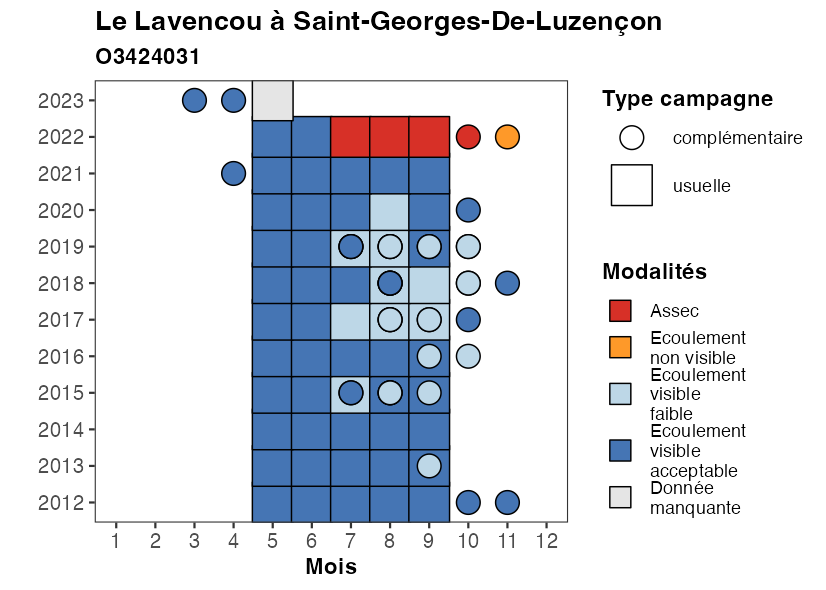 Le Lavencou à Saint-Georges-De-Luzençon
O3424031
2023
2022
2021
2020
2019
2018
2017
2016
2015
2014
2013
2012
1 2 3 4 5 6 7 8 9 10 11 12
Mois
Type campagne
complémentaire
usuelle
Modalités
Assec
Ecoulement
non visible
Ecoulement
visible
faible
Ecoulement
visible
acceptable
Donnée
manquante